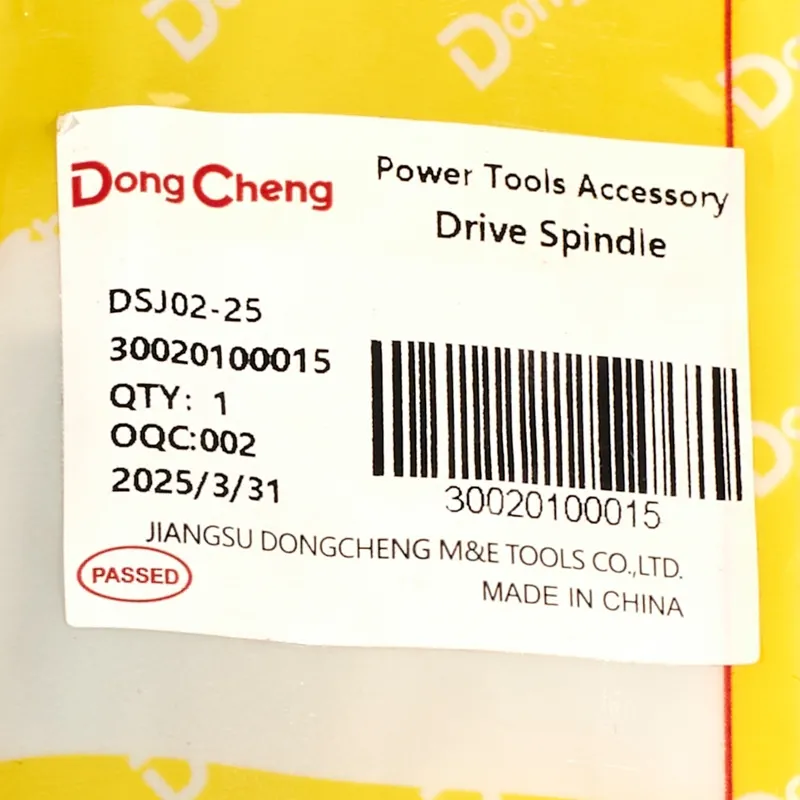 Dong Cheng
Power Tools Accessory
Drive Spindle
DSJ02-25
30020100015
QTY: 1
OQC:002
2025/3/31
30020100015
JIANGSU DONGCHENG M&E TOOLS CO.,LTD.
PASSED
MADE IN CHINA